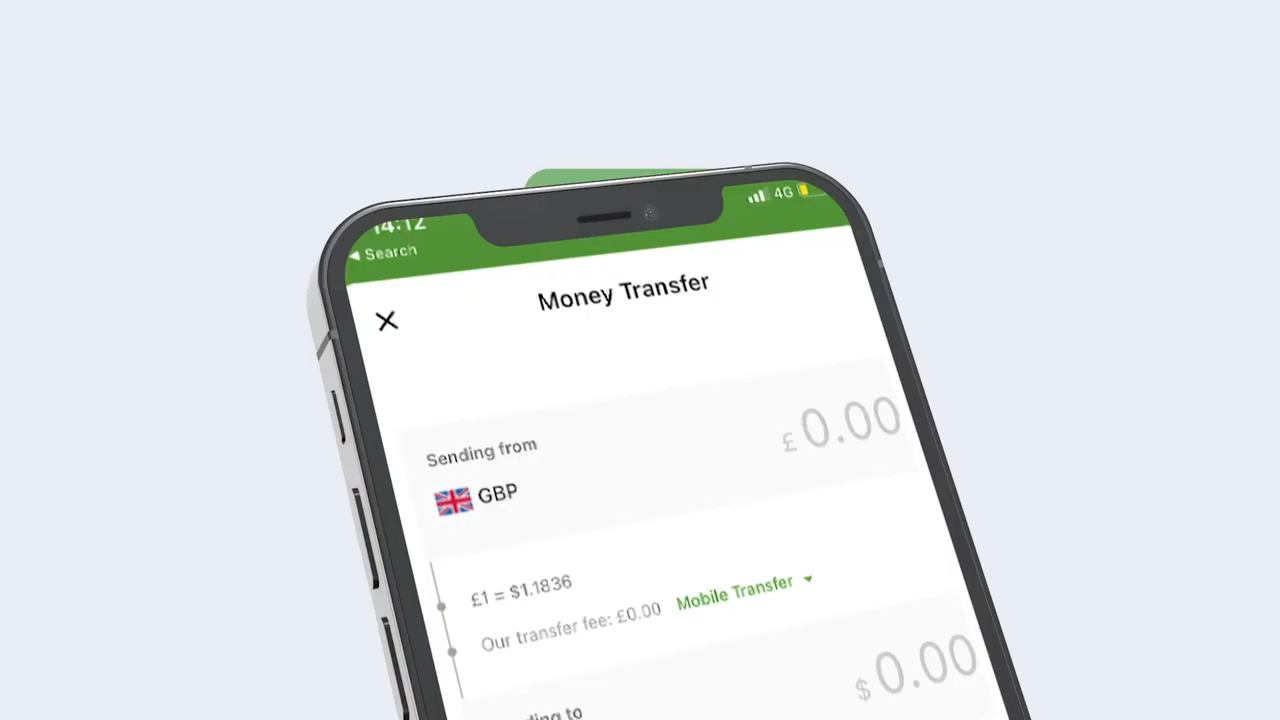 14:12
4G
◀ Search
Money Transfer
Sending from
£ 0.00
GBP
£1 = $1.1836
Our transfer fee: £0.00 Mobile Transfer
$ 0.00
to